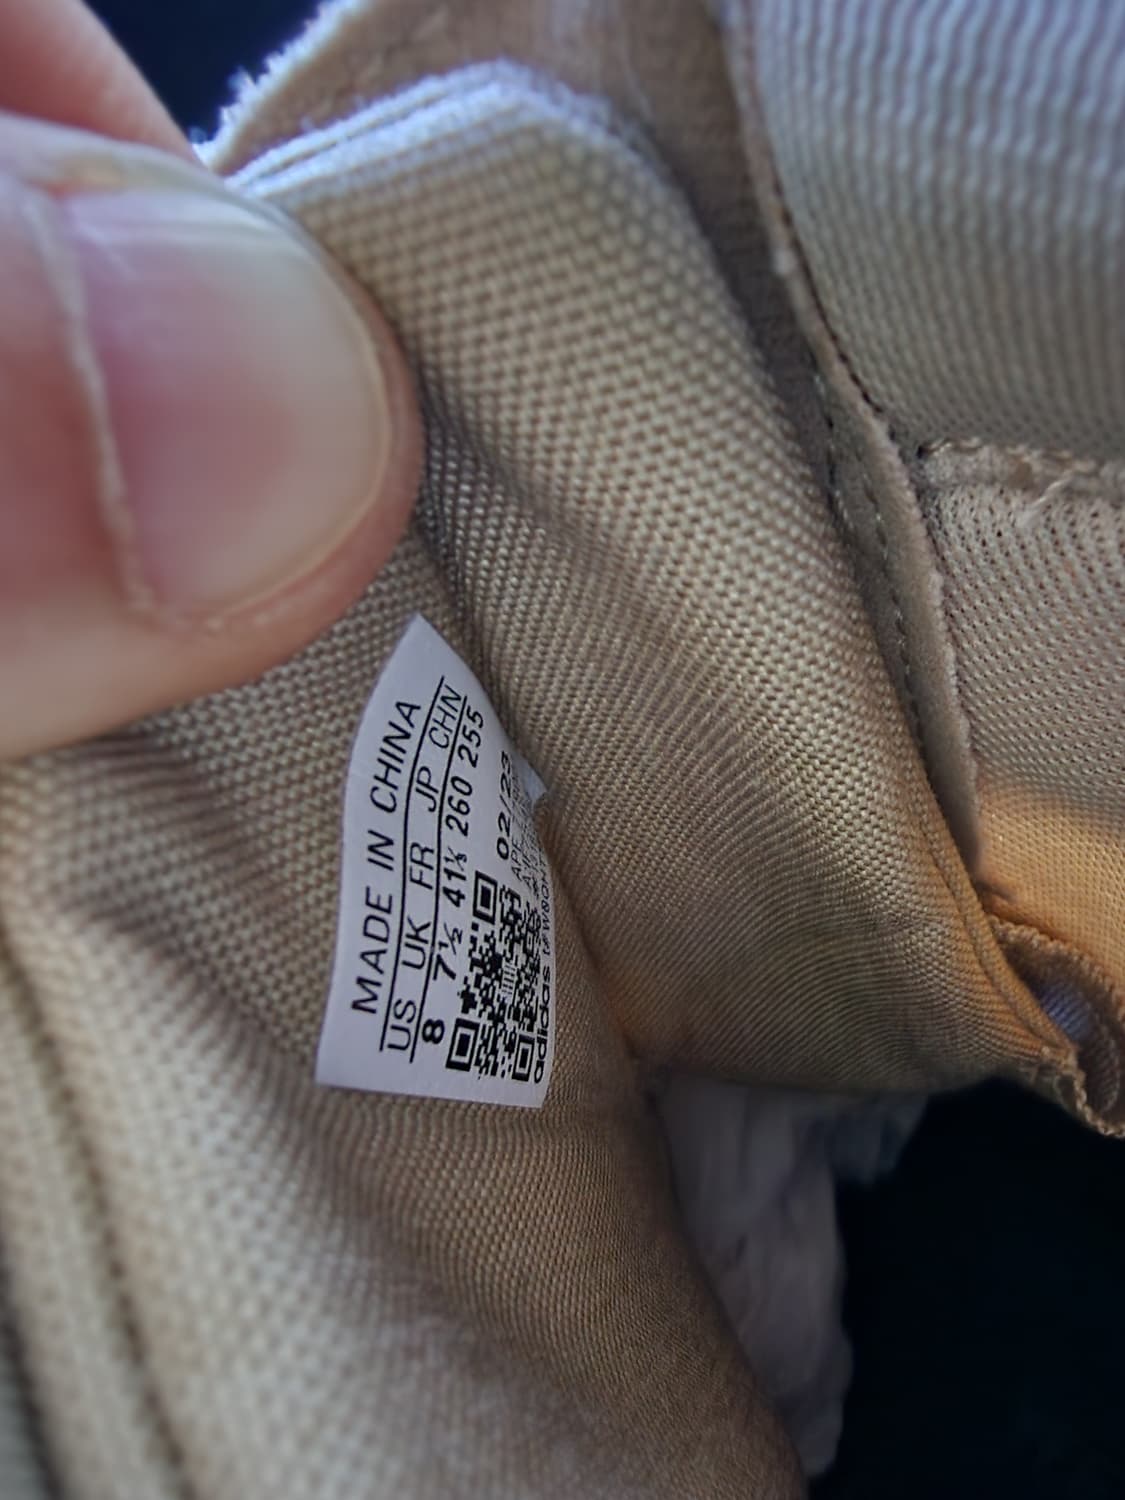 MADE IN CHINA
US UK FR JP CHN
8 7½ 41⅓ 260 255
02/23
adidas